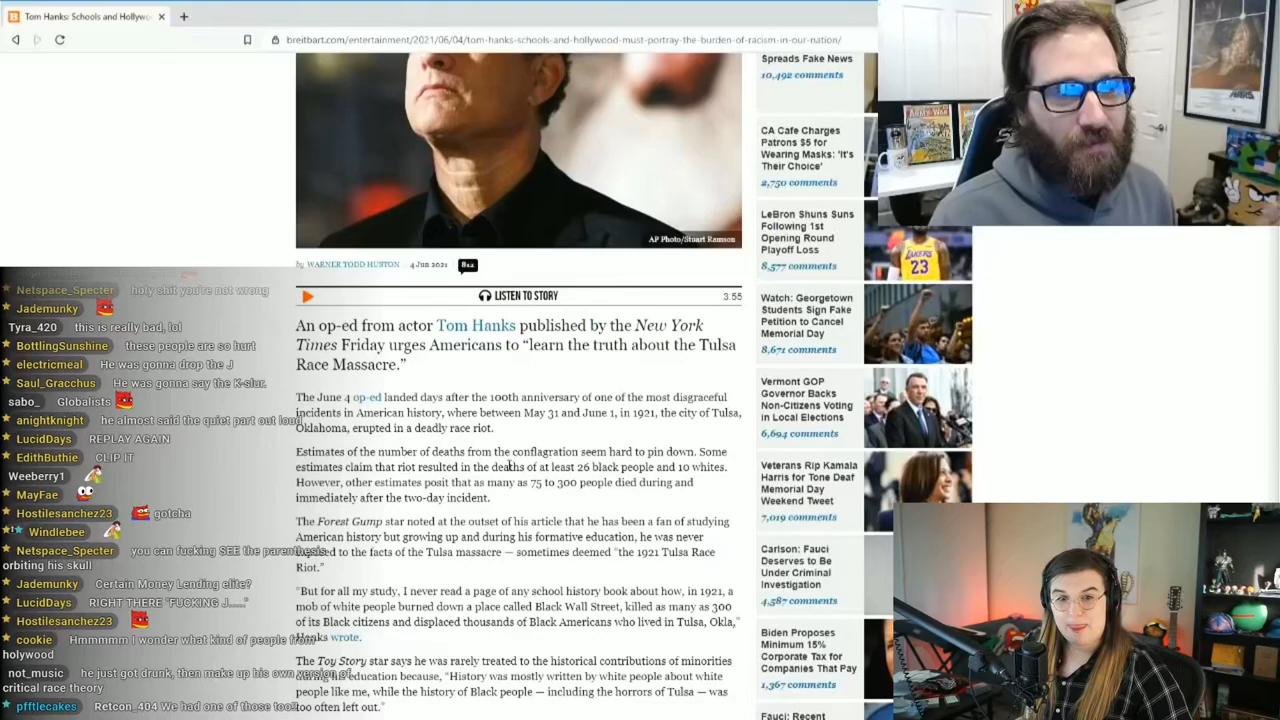 Tom Hanks: Schools and Hollywo
breitbart.com/entertainment/2021/06/04/tom-hanks-schools-and-hollywood-must-portray-the-burden-of-racism-in-our-nation/
AP Photo/Stuart Ramson
by WARNER TODD HUSTON 4 Jun 2021 812
LISTEN TO STORY 3:55
An op-ed from actor Tom Hanks published by the New York
Times Friday urges Americans to “learn the truth about the Tulsa
Race Massacre.”
The June 4 op-ed landed days after the 100th anniversary of one of the most disgraceful
incidents in American history, where between May 31 and June 1, in 1921, the city of Tulsa,
Oklahoma, erupted in a deadly race riot.
Estimates of the number of deaths from the conflagration seem hard to pin down. Some
estimates claim that riot resulted in the deaths of at least 26 black people and 10 whites.
However, other estimates posit that as many as 75 to 300 people died during and
immediately after the two-day incident.
The Forest Gump star noted at the outset of his article that he has been a fan of studying
American history but growing up and during his formative education, he was never
exposed to the facts of the Tulsa massacre — sometimes deemed “the 1921 Tulsa Race
Riot.”
“But for all my study, I never read a page of any school history book about how, in 1921, a
mob of white people burned down a place called Black Wall Street, killed as many as 300
of its Black citizens and displaced thousands of Black Americans who lived in Tulsa, Okla,”
Hanks wrote.
The Toy Story star says he was rarely treated to the historical contributions of minorities
during his education because, “History was mostly written by white people about white
people like me, while the history of Black people — including the horrors of Tulsa — was
too often left out.”
Spreads Fake News
10,492 comments
CA Cafe Charges
Patrons $5 for
Wearing Masks: 'It's
Their Choice'
2,750 comments
LeBron Shuns Suns
Following 1st
Opening Round
Playoff Loss
8,577 comments
LAKERS
23
Watch: Georgetown
Students Sign Fake
Petition to Cancel
Memorial Day
8,671 comments
Vermont GOP
Governor Backs
Non-Citizens Voting
in Local Elections
6,694 comments
Veterans Rip Kamala
Harris for Tone Deaf
Memorial Day
Weekend Tweet
7,019 comments
Carlson: Fauci
Deserves to Be
Under Criminal
Investigation
4,587 comments
Biden Proposes
Minimum 15%
Corporate Tax for
Companies That Pay
1,367 comments
Fauci: Recent
Netspace_Specter holy shit you're not wrong
Jademunky
Tyra_420 this is really bad, lol
BottlingSunshine these people are so hurt
electricmeal He was gonna drop the J
Saul_Gracchus He was gonna say the K-slur.
sabo_ Globalists
anightknight he almost said the quiet part out loud
LucidDays REPLAY AGAIN
EdithButhie CLIP IT
Weeberry1
MayFae
Hostilesanchez23 gotcha
Windlebee
Netspace_Specter you can fucking SEE the parenthesis
orbiting his skull
Jademunky Certain Money Lending elite?
LucidDays RIGHT THERE "FUCKING J....."
Hostilesanchez23
cookie Hmmmmm I wonder what kind of people from
holywood
not_music he just got drunk, then make up his own version of
critical race theory
pfftlecakes Retcon_404 We had one of those too?